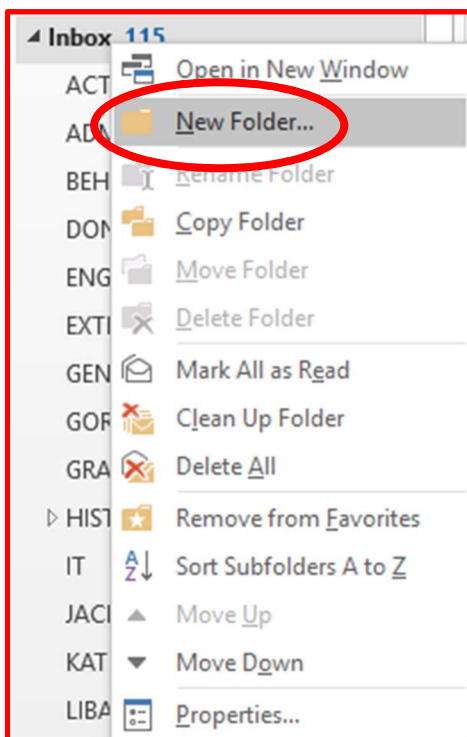 Inbox 115
ACT
Open in New Window
New Folder...
BEH
Rename Folder
DON
Copy Folder
ENG
Move Folder
EXTI
Delete Folder
GEN
Mark All as Read
GOR
Clean Up Folder
GRA
Delete All
HIST
Remove from Favorites
IT
Sort Subfolders A to Z
JACI
Move Up
KAT
Move Down
LIBA
Properties...